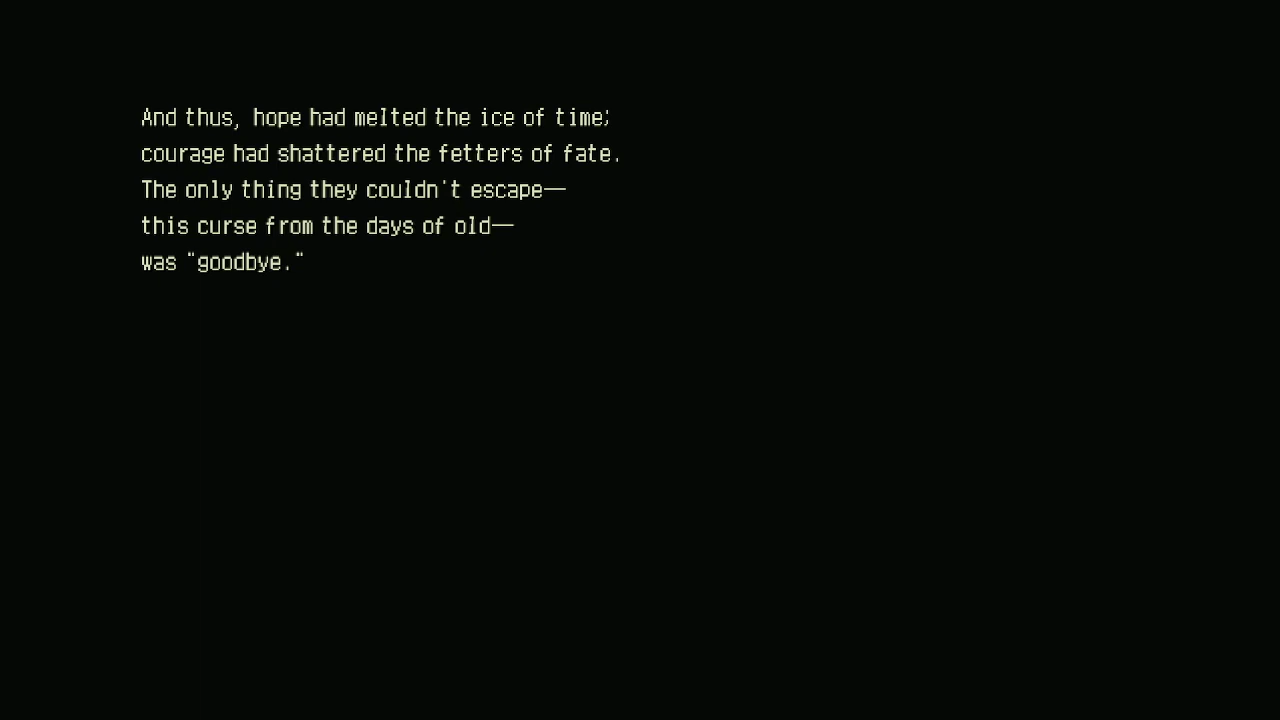 And thus, hope had melted the ice of time;
courage had shattered the fetters of fate.
The only thing they couldn't escape—
this curse from the days of old—
was "goodbye."